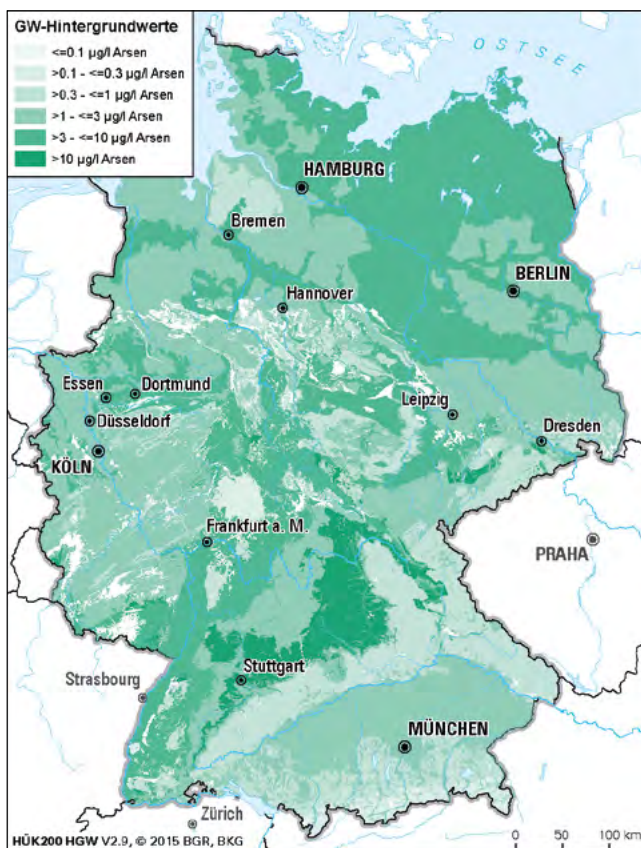 GW-Hintergrundwerte
<=0.1 µg/l Arsen
>0.1 - <=0.3 µg/l Arsen
>0.3 - <=1 µg/l Arsen
>1 - <=3 µg/l Arsen
>3 - <=10 µg/l Arsen
>10 µg/l Arsen
OSTSEE
HAMBURG
Bremen
BERLIN
Hannover
Essen
Dortmund
Leipzig
Düsseldorf
Dresden
KÖLN
Frankfurt a. M.
PRAHA
Stuttgart
Strasbourg
MÜNCHEN
Zürich
HÜK200 HGW V2.9, © 2015 BGR, BKG
0 50 100 km